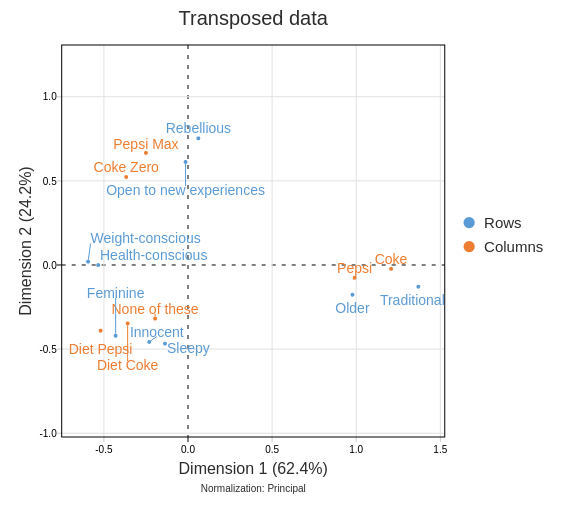 Transposed data
Dimension 2 (24.2%)
1.0
0.5
0.0
-0.5
-1.0
Rebellious
Pepsi Max
Coke Zero
Open to new experiences
Weight-conscious
Health-conscious
Coke
Pepsi
Feminine
Traditional
None of these
Older
Innocent
Diet Pepsi
Sleepy
Diet Coke
Rows
Columns
-0.5 0.0 0.5 1.0 1.5
Dimension 1 (62.4%)
Normalization: Principal